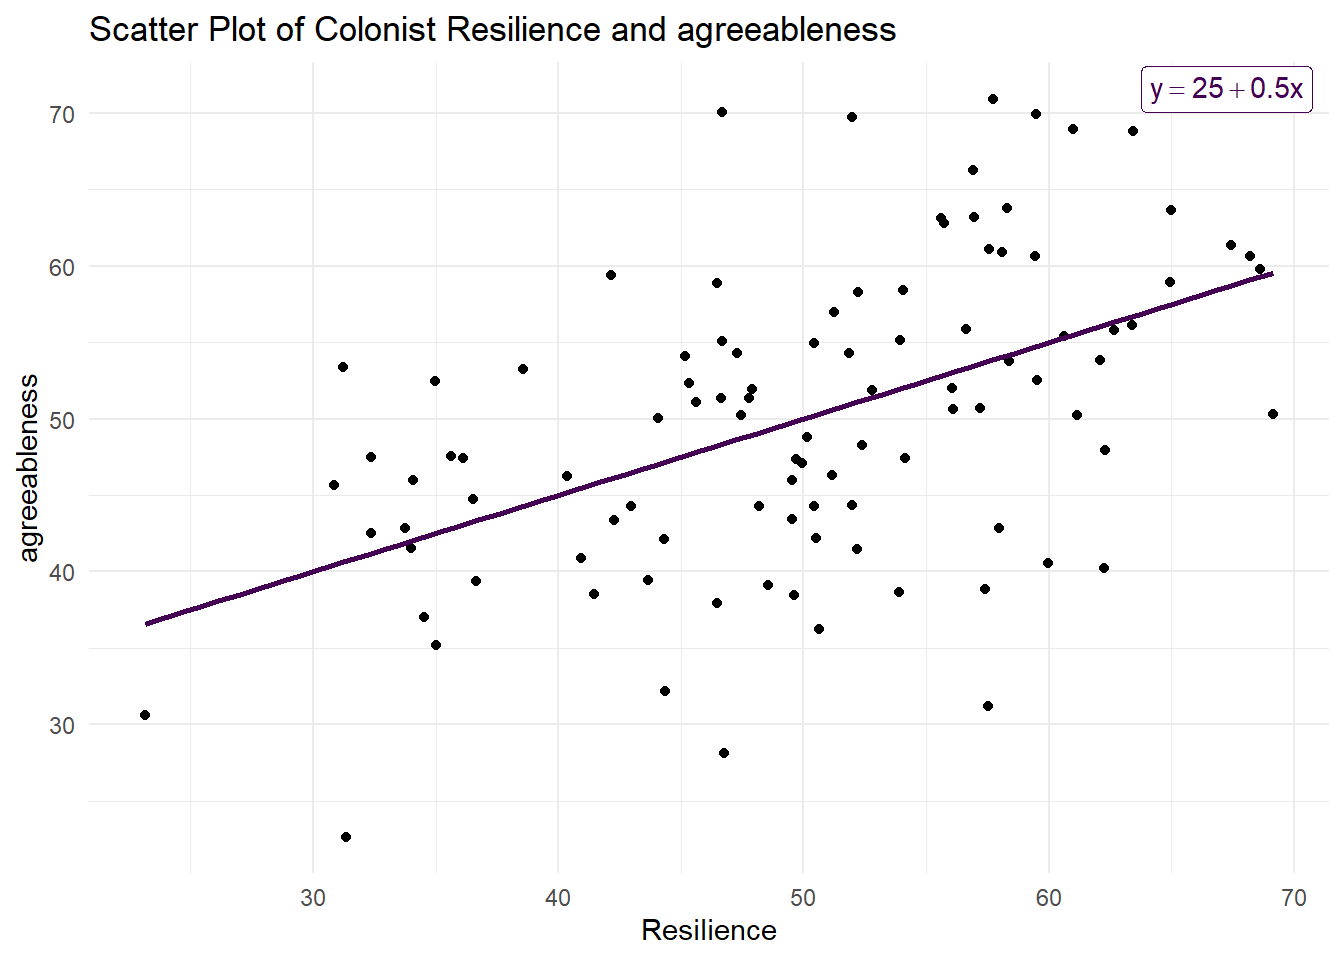 Scatter Plot of Colonist Resilience and agreeableness
y = 25 + 0.5x
70
60
50
40
30
agreeableness
30
40
50
60
70
Resilience